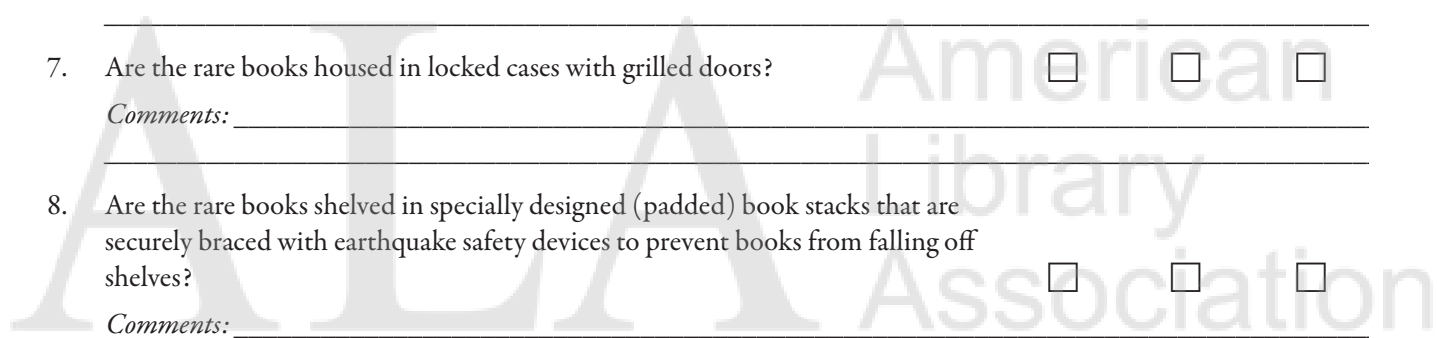 7. Are the rare books housed in locked cases with grilled doors? ☐ ☐ ☐
Comments:
8. Are the rare books shelved in specially designed (padded) book stacks that are
securely braced with earthquake safety devices to prevent books from falling off
shelves? ☐ ☐ ☐
Comments:
ALA American
Library
Association